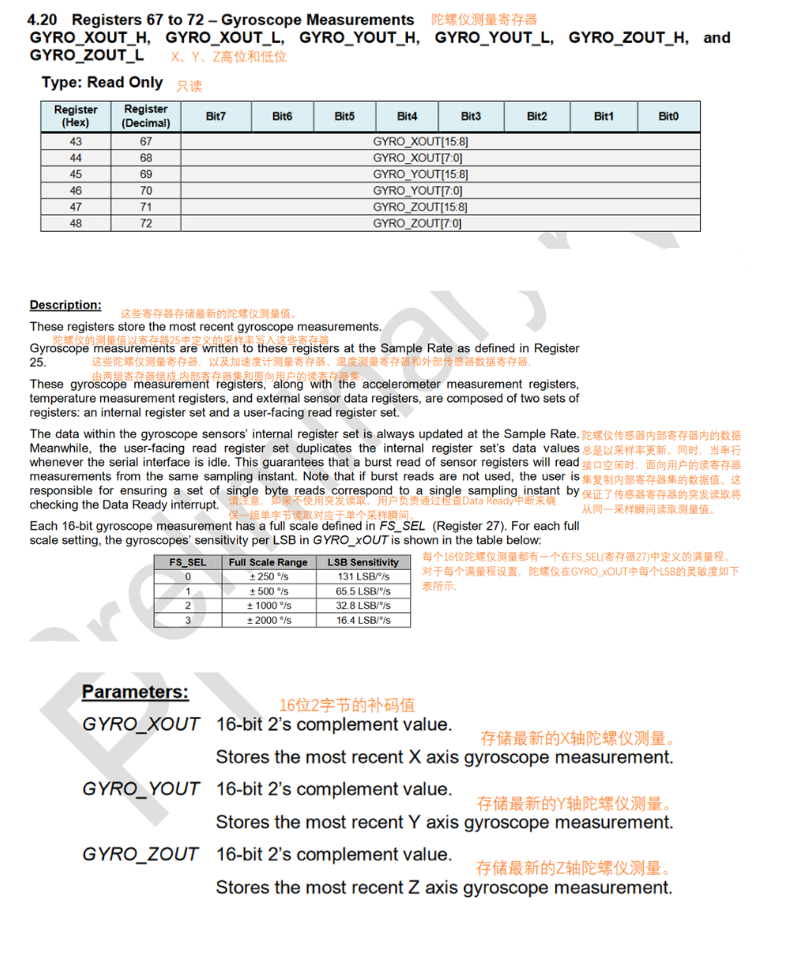 4.20 Registers 67 to 72 – Gyroscope Measurements 陀螺仪测量寄存器
GYRO_XOUT_H, GYRO_XOUT_L, GYRO_YOUT_H, GYRO_YOUT_L, GYRO_ZOUT_H, and
GYRO_ZOUT_L X、Y、Z高位和低位
Type: Read Only 只读
Register (Hex) Register (Decimal) Bit7 Bit6 Bit5 Bit4 Bit3 Bit2 Bit1 Bit0
43 67 GYRO_XOUT[15:8]
44 68 GYRO_XOUT[7:0]
45 69 GYRO_YOUT[15:8]
46 70 GYRO_YOUT[7:0]
47 71 GYRO_ZOUT[15:8]
48 72 GYRO_ZOUT[7:0]
Description:
这些寄存器存储最新的陀螺仪测量值。
These registers store the most recent gyroscope measurements.
陀螺仪的测量值以寄存器25中定义的采样率写入这些寄存器
Gyroscope measurements are written to these registers at the Sample Rate as defined in Register
25.
这些陀螺仪测量寄存器，以及加速度计测量寄存器、温度测量寄存器和外部传感器数据寄存器,
由两组寄存器组成:内部寄存器集和面向用户的读寄存器集
These gyroscope measurement registers, along with the accelerometer measurement registers,
temperature measurement registers, and external sensor data registers, are composed of two sets of
registers: an internal register set and a user-facing read register set.
The data within the gyroscope sensors’ internal register set is always updated at the Sample Rate.
Meanwhile, the user-facing read register set duplicates the internal register set’s data values
whenever the serial interface is idle. This guarantees that a burst read of sensor registers will read
measurements from the same sampling instant. Note that if burst reads are not used, the user is
responsible for ensuring a set of single byte reads correspond to a single sampling instant by
checking the Data Ready interrupt.
陀螺仪传感器内部寄存器内的数据
总是以采样率更新。同时，当串行
接口空闲时，面向用户的读寄存器
集复制内部寄存器集的数据值。这
保证了传感器寄存器的突发读取将
从同一采样瞬间读取测量值。
请注意，如果不使用突发读取，用户负责通过检查Data Ready中断来确
保一组单字节读取对应于单个采样瞬间。
Each 16-bit gyroscope measurement has a full scale defined in FS_SEL (Register 27). For each full
scale setting, the gyroscopes’ sensitivity per LSB in GYRO_xOUT is shown in the table below:
每个16位陀螺仪测量都有一个在FS_SEL(寄存器27)中定义的满量程。
对于每个满量程设置，陀螺仪在GYRO_xOUT中每个LSB的灵敏度如下
表所示:
FS_SEL Full Scale Range LSB Sensitivity
0 ± 250 °/s 131 LSB/°/s
1 ± 500 °/s 65.5 LSB/°/s
2 ± 1000 °/s 32.8 LSB/°/s
3 ± 2000 °/s 16.4 LSB/°/s
Preliminary
Parameters:
16位2字节的补码值
GYRO_XOUT 16-bit 2’s complement value.
存储最新的X轴陀螺仪测量。
Stores the most recent X axis gyroscope measurement.
GYRO_YOUT 16-bit 2’s complement value.
存储最新的Y轴陀螺仪测量。
Stores the most recent Y axis gyroscope measurement.
GYRO_ZOUT 16-bit 2’s complement value.
存储最新的Z轴陀螺仪测量。
Stores the most recent Z axis gyroscope measurement.